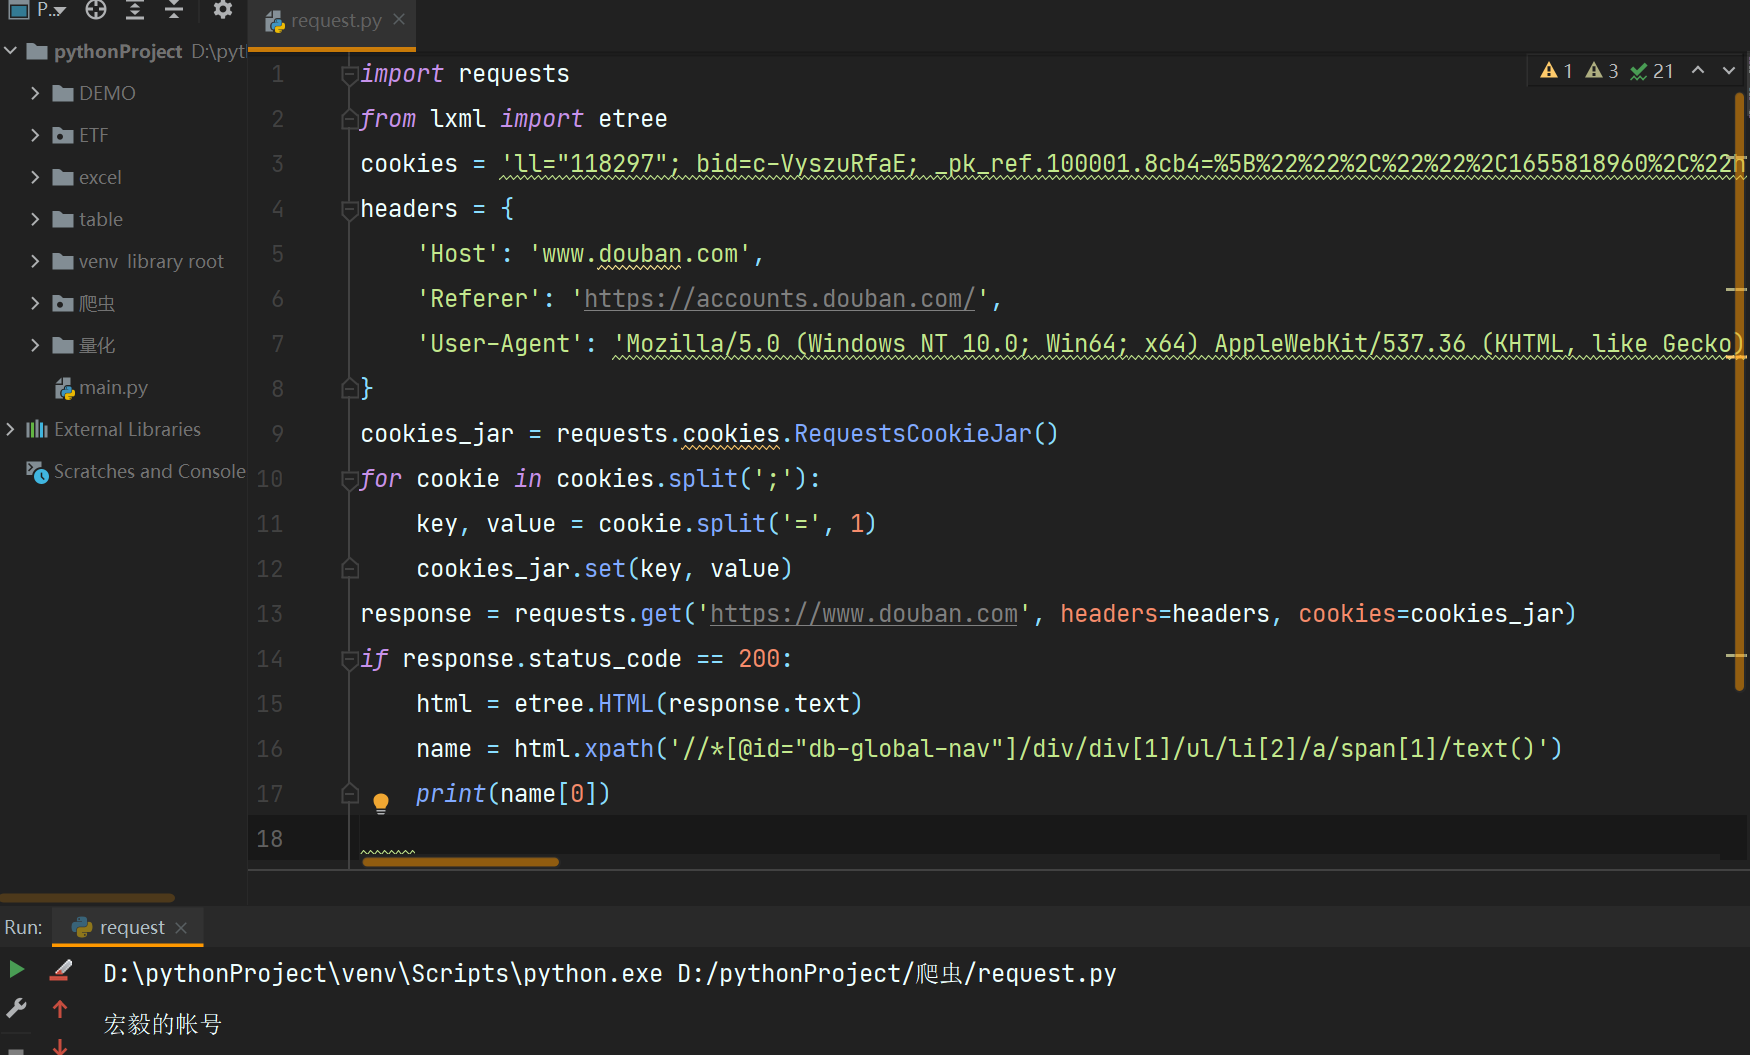 P...
request.py
pythonProject D:\pyt
DEMO
ETF
excel
table
venv library root
爬虫
量化
main.py
External Libraries
Scratches and Console
1 3 21
1 import requests
2 from lxml import etree
3 cookies = 'll="118297"; bid=c-VyszuRfaE; _pk_ref.100001.8cb4=%5B%22%22%2C%22%22%2C1655818960%2C%22h
4 headers = {
5 'Host': 'www.douban.com',
6 'Referer': 'https://accounts.douban.com/',
7 'User-Agent': 'Mozilla/5.0 (Windows NT 10.0; Win64; x64) AppleWebKit/537.36 (KHTML, like Gecko)
8 }
9 cookies_jar = requests.cookies.RequestsCookieJar()
10 for cookie in cookies.split(';'):
11 key, value = cookie.split('=', 1)
12 cookies_jar.set(key, value)
13 response = requests.get('https://www.douban.com', headers=headers, cookies=cookies_jar)
14 if response.status_code == 200:
15 html = etree.HTML(response.text)
16 name = html.xpath('//*[@id="db-global-nav"]/div/div[1]/ul/li[2]/a/span[1]/text()')
17 print(name[0])
18
Run: request
D:\pythonProject\venv\Scripts\python.exe D:/pythonProject/爬虫/request.py
宏毅的帐号